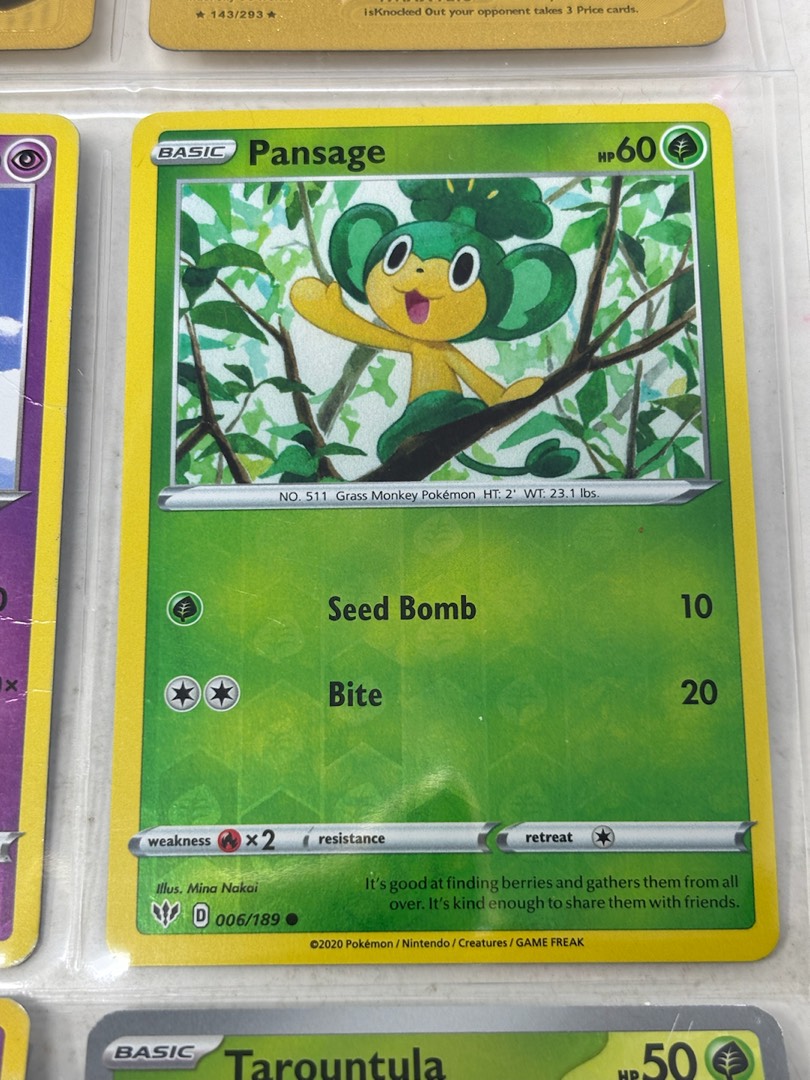 ★ 143/293 ★
isKnocked Out your opponent takes 3 Price cards.
BASIC Pansage HP60
NO. 511 Grass Monkey Pokémon HT: 2' WT: 23.1 lbs.
Seed Bomb 10
Bite 20
weakness ×2 resistance retreat
Illus. Mina Nakai
It's good at finding berries and gathers them from all
over. It's kind enough to share them with friends.
D 006/189
©2020 Pokémon / Nintendo / Creatures / GAME FREAK
BASIC Tarountula HP50